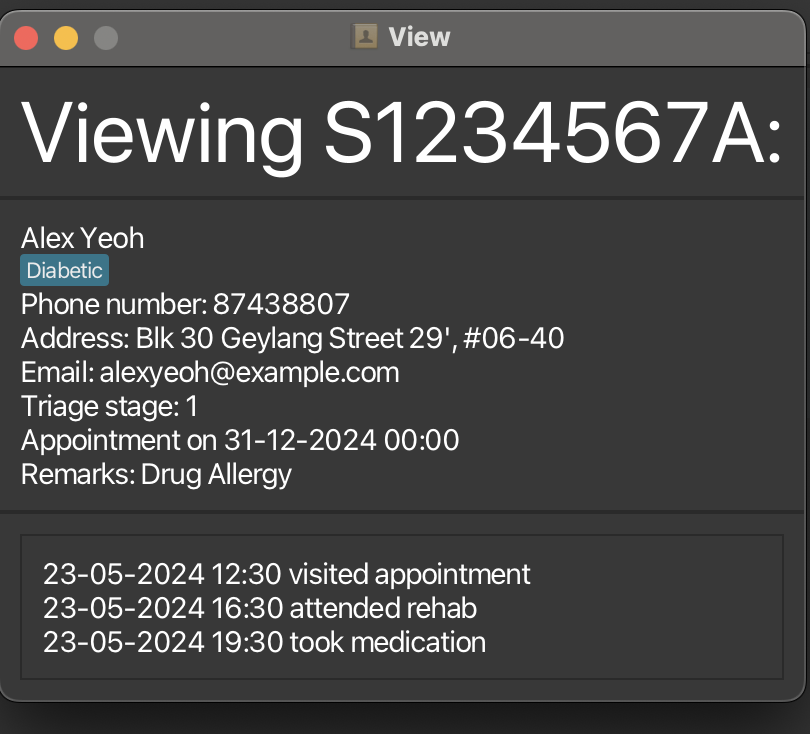 View
Viewing S1234567A:
Alex Yeoh
Diabetic
Phone number: 87438807
Address: Blk 30 Geylang Street 29', #06-40
Email: alexyeoh@example.com
Triage stage: 1
Appointment on 31-12-2024 00:00
Remarks: Drug Allergy
23-05-2024 12:30 visited appointment
23-05-2024 16:30 attended rehab
23-05-2024 19:30 took medication